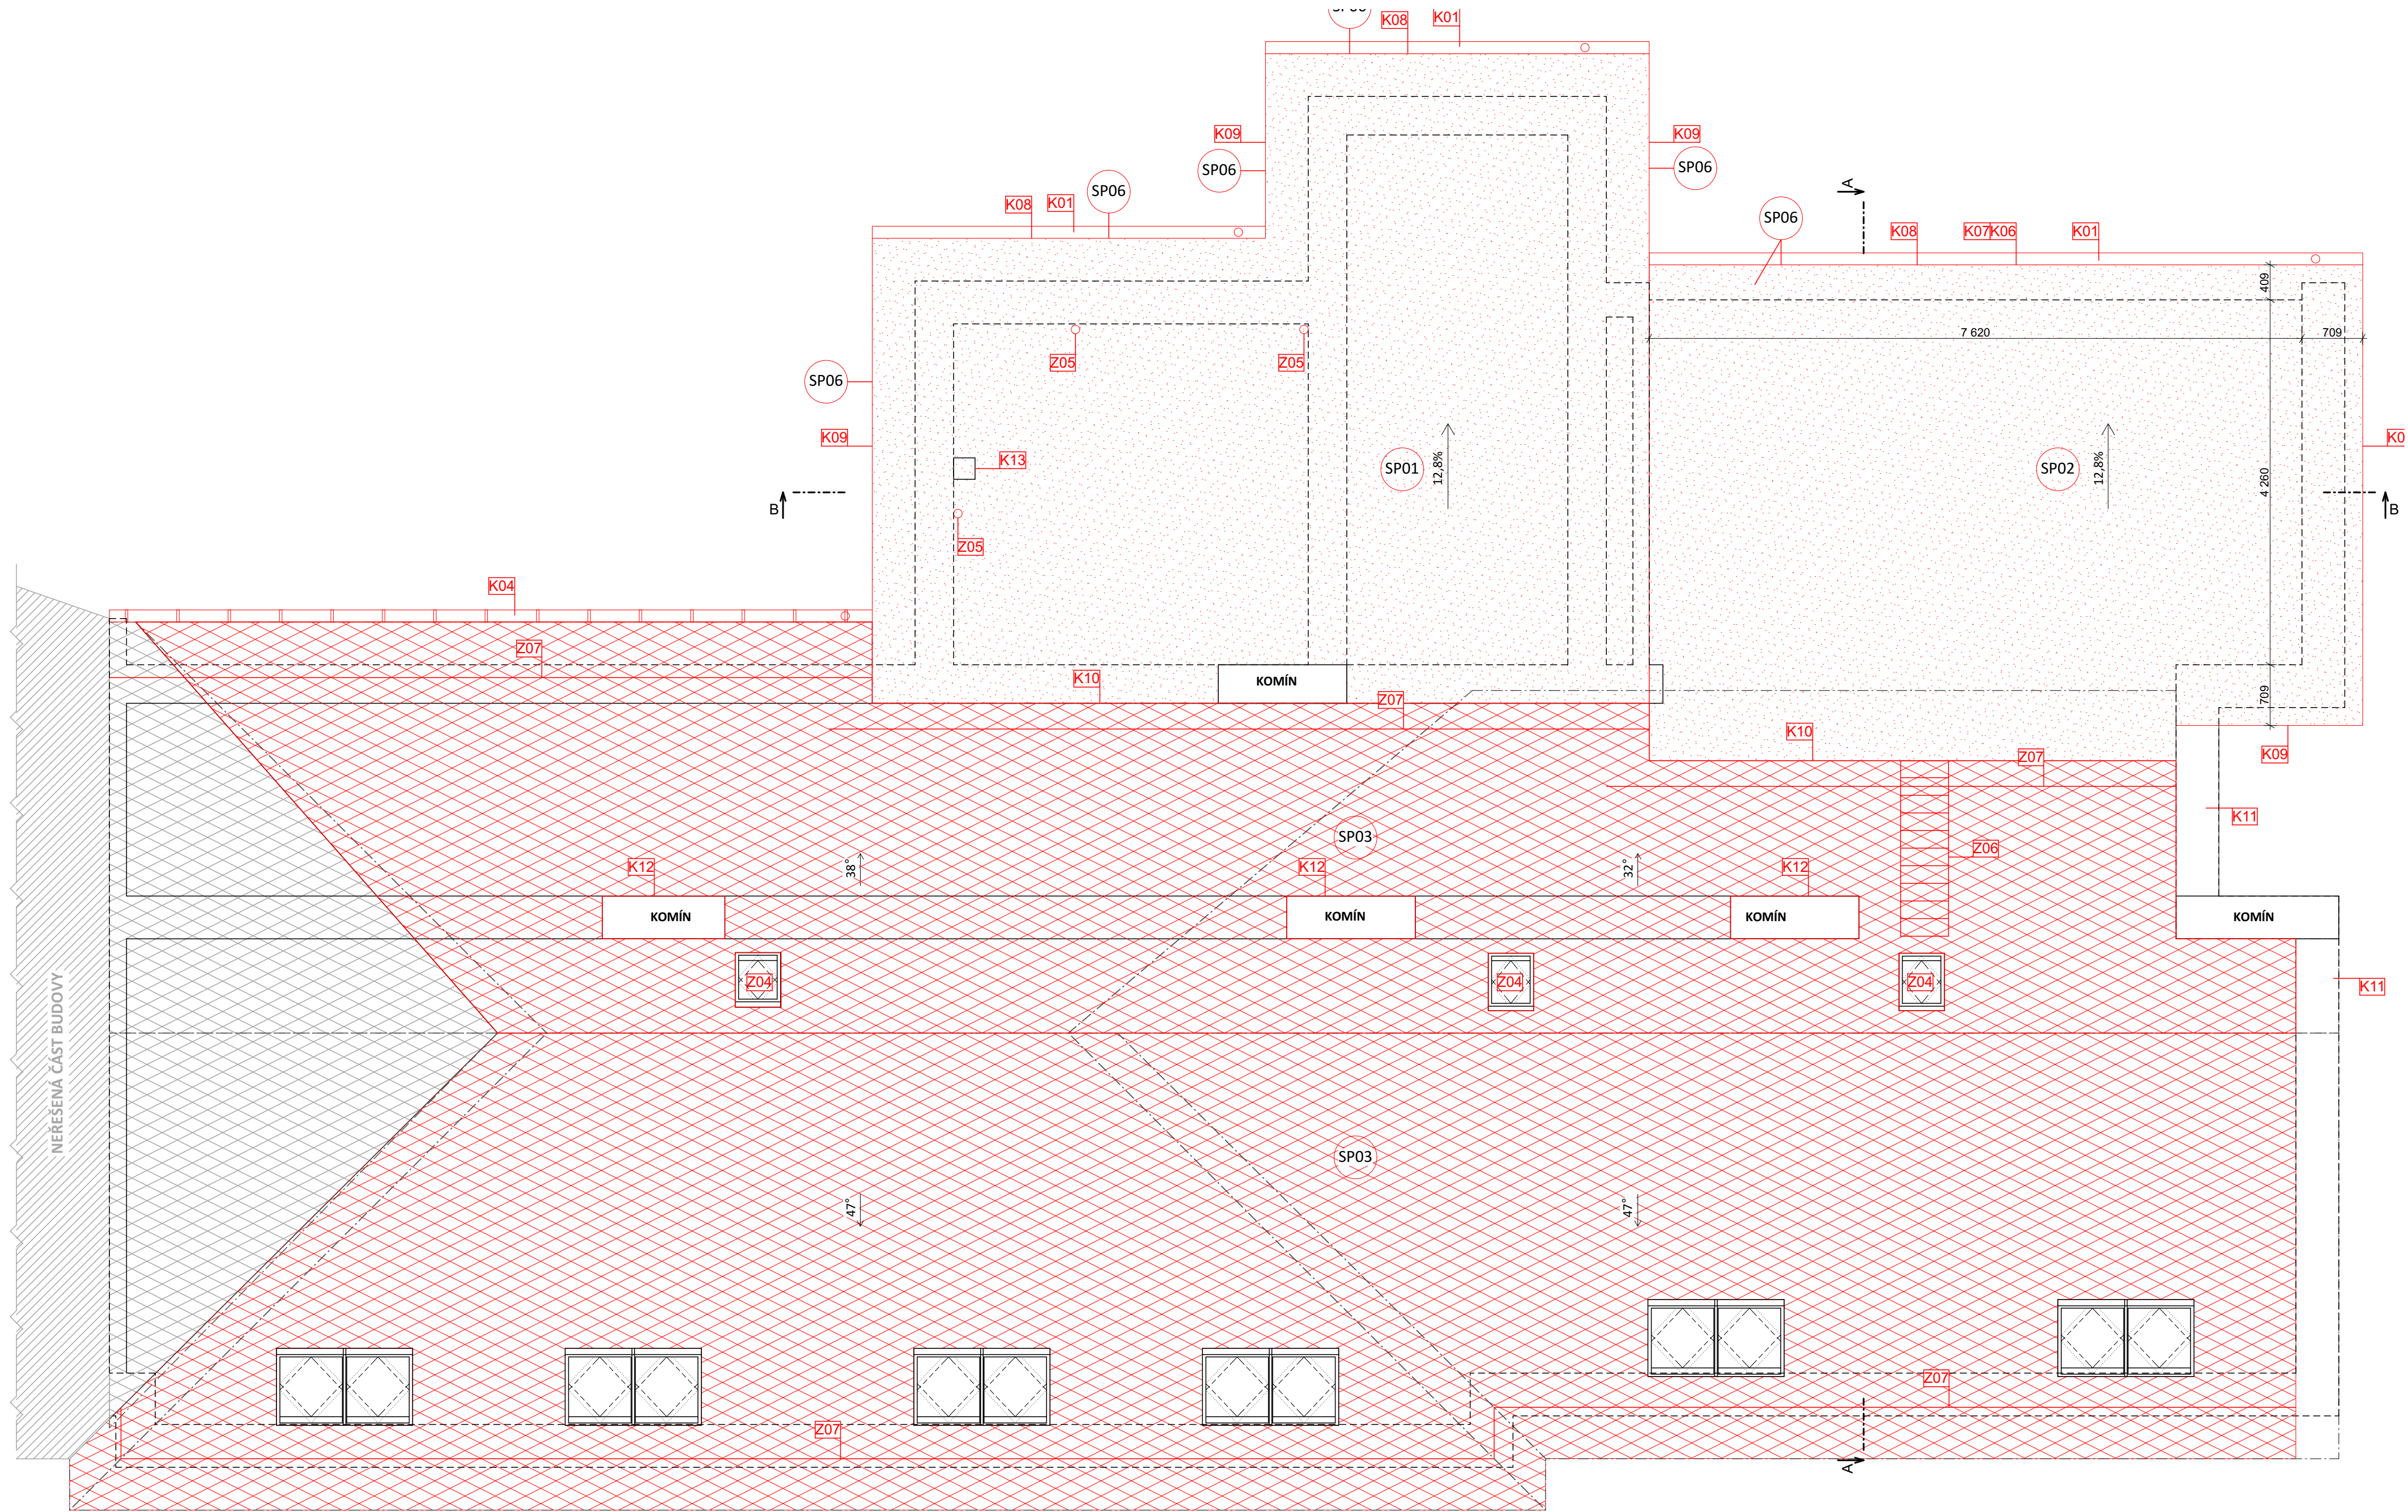 K08
K01
K09
SP06
K09
SP06
SP06
K08
K01
A
SP06
K08
K07
K06
K01
409
7 620
709
Z05
Z05
SP06
K09
K0
K13
SP01
12,8%
SP02
12,8%
4 260
B
B
Z05
K04
Z07
K10
KOMÍN
Z07
709
K10
Z07
K09
K11
SP03
Z06
38°
32°
K12
K12
K12
KOMÍN
KOMÍN
KOMÍN
KOMÍN
Z04
Z04
Z04
K11
NEŘEŠENÁ ČÁST BUDOVY
SP03
47°
47°
Z07
Z07
A